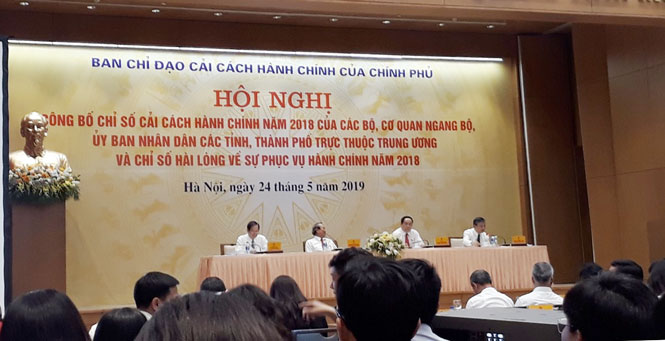 BAN CHỈ ĐẠO CẢI CÁCH HÀNH CHÍNH CỦA CHÍNH PHỦ
HỘI NGHỊ
CÔNG BỐ CHỈ SỐ CẢI CÁCH HÀNH CHÍNH NĂM 2018 CỦA CÁC BỘ, CƠ QUAN NGANG BỘ,
ỦY BAN NHÂN DÂN CÁC TỈNH, THÀNH PHỐ TRỰC THUỘC TRUNG ƯƠNG
VÀ CHỈ SỐ HÀI LÒNG VỀ SỰ PHỤC VỤ HÀNH CHÍNH NĂM 2018
Hà Nội, ngày 24 tháng 5 năm 2019